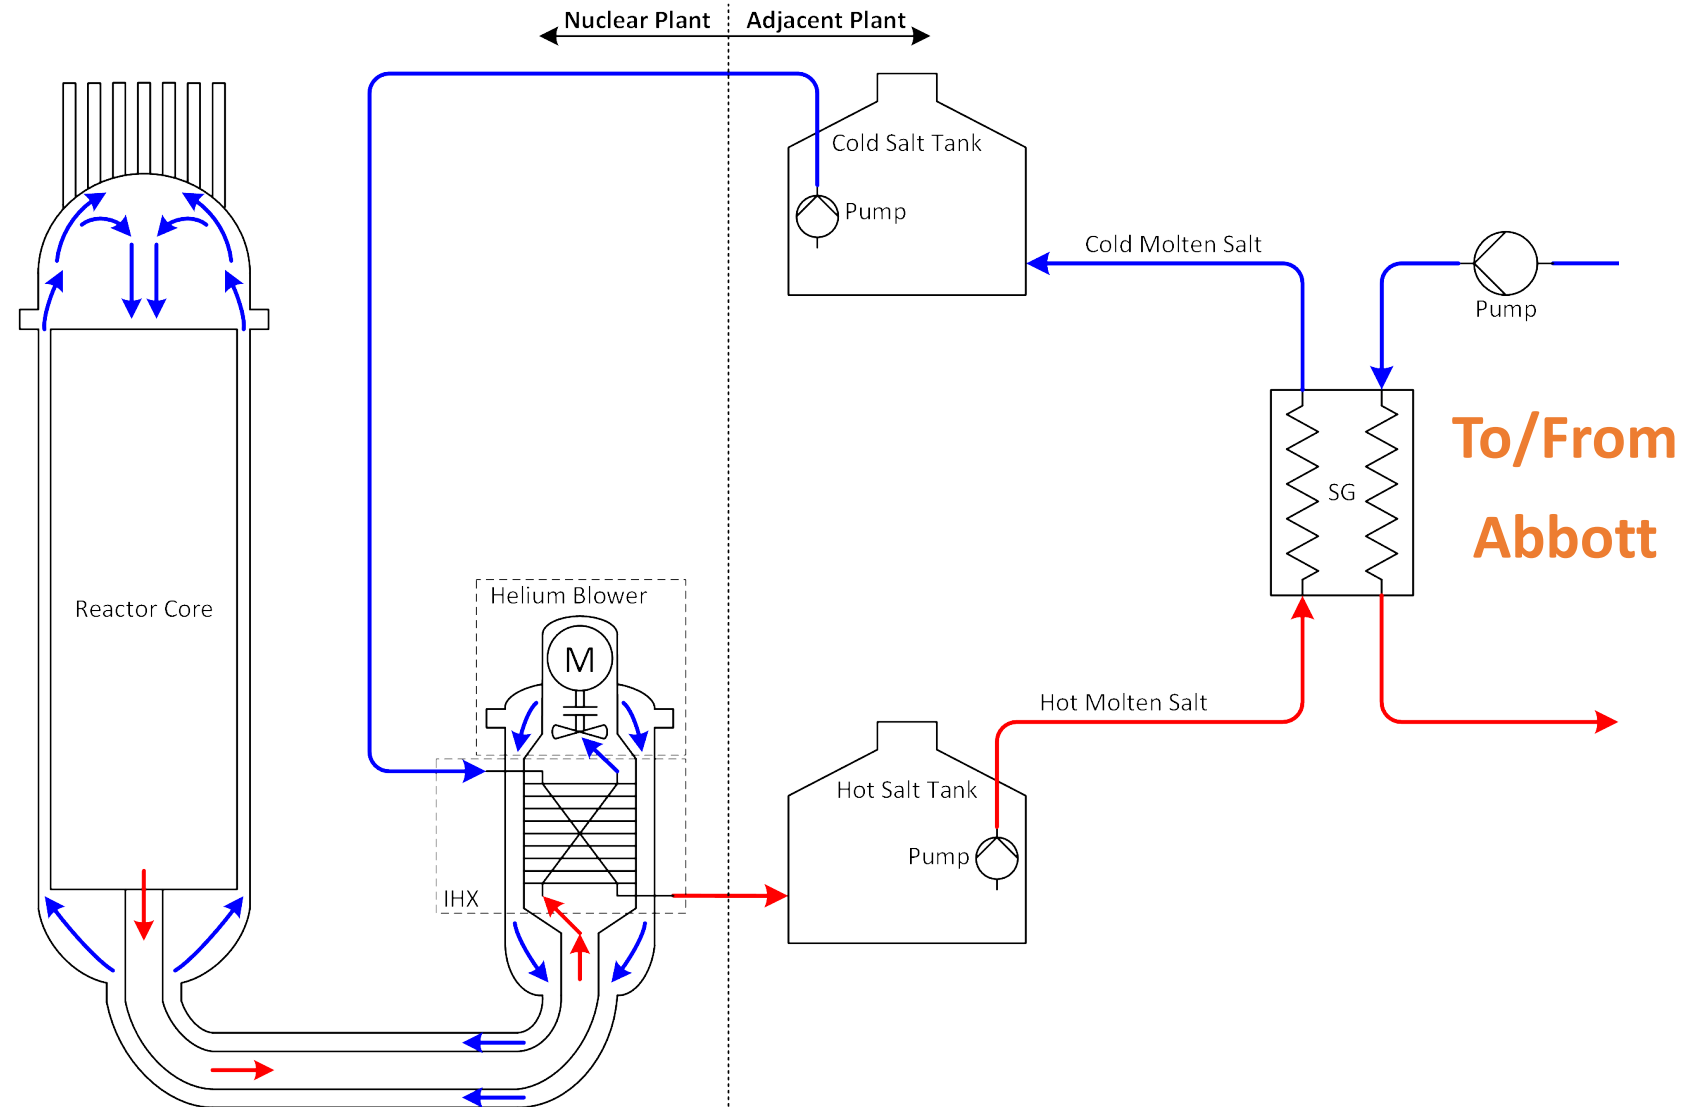 Nuclear Plant
Adjacent Plant
Cold Salt Tank
Pump
Cold Molten Salt
Pump
To/From
Abbott
SG
Reactor Core
Helium Blower
M
Hot Molten Salt
Hot Salt Tank
Pump
IHX